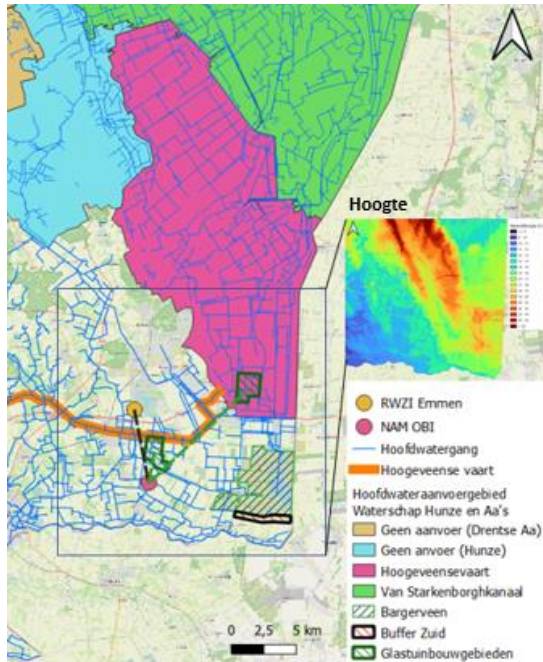 Hoogte
RWZI Emmen
NAM OBI
Hoofdwatergang
Hoogeveense vaart
Hoofdwateraanvoergebied
Waterschap Hunze en Aa's
Geen aanvoer (Drentse Aa)
Geen anvoer (Hunze)
Hoogeveensevaart
Van Starkenborghkanaal
Bargerveen
Buffer Zuid
Glastuinbouwgebieden
0 2,5 5 km